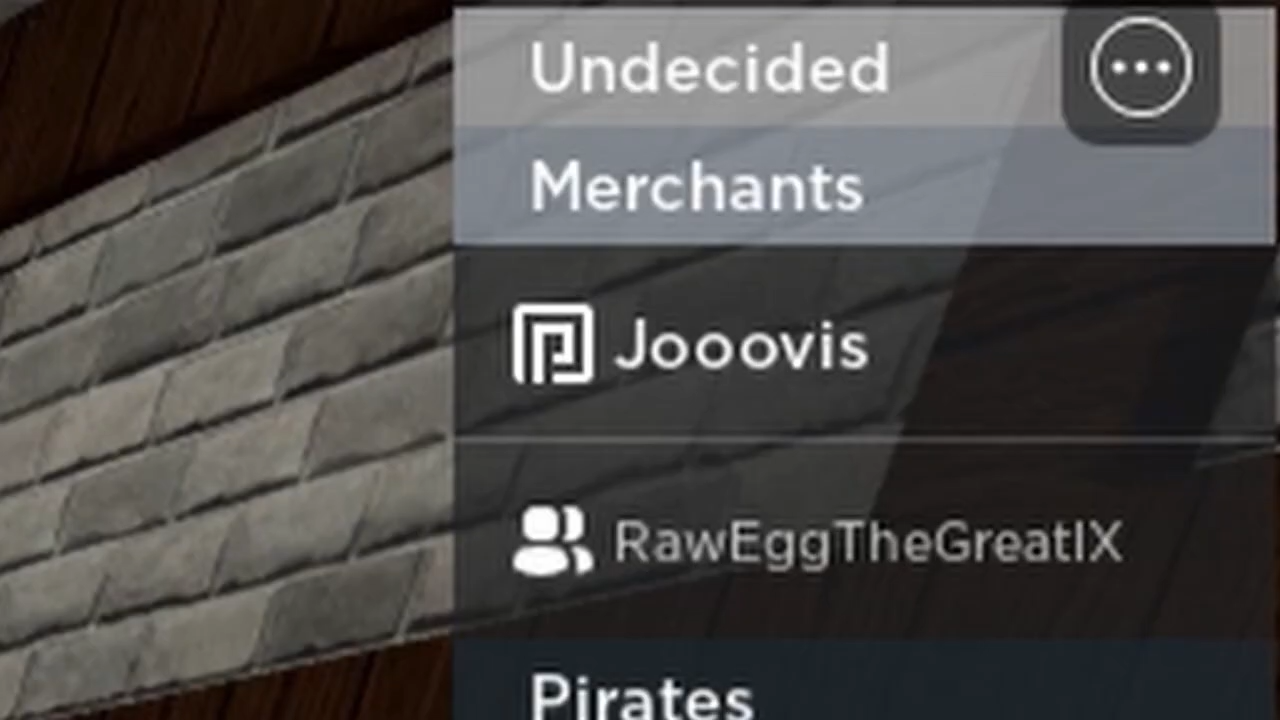 Undecided
Merchants
Jooovis
RawEggTheGreatIX
Pirates